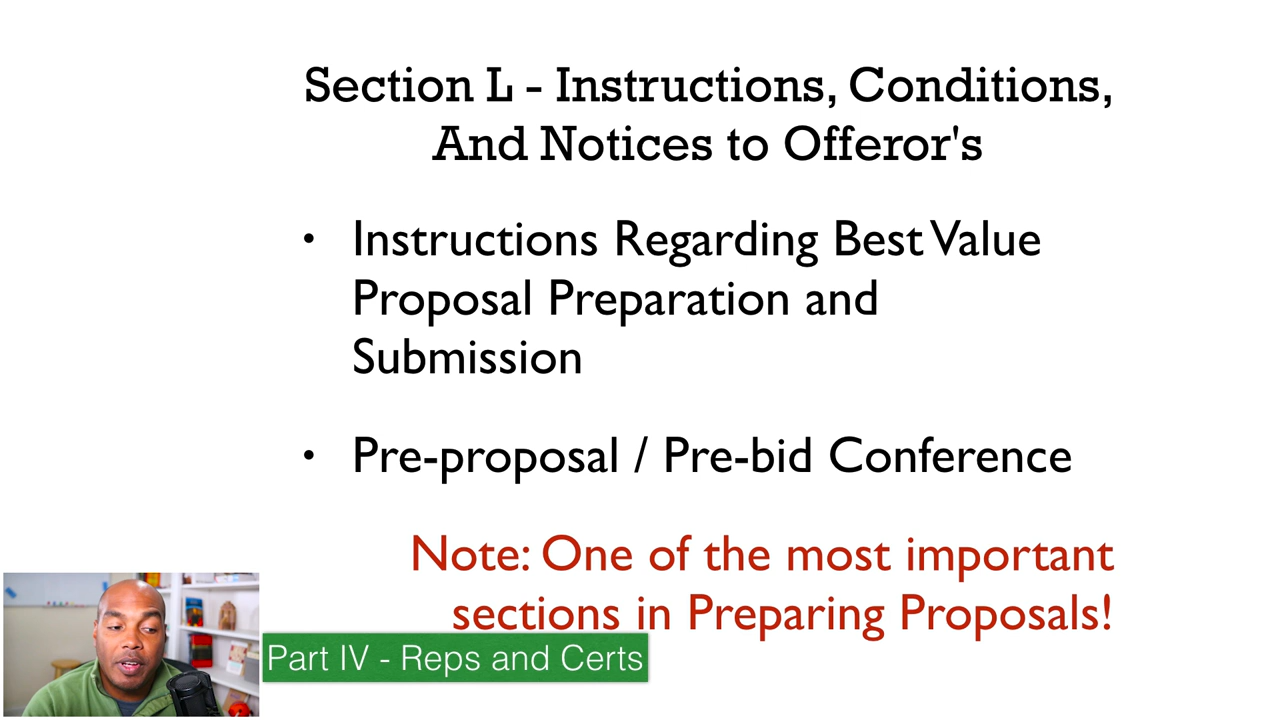 Section L - Instructions, Conditions,
And Notices to Offeror's
• Instructions Regarding Best Value
Proposal Preparation and
Submission
• Pre-proposal / Pre-bid Conference
Note: One of the most important
sections in Preparing Proposals!
Part IV - Reps and Certs